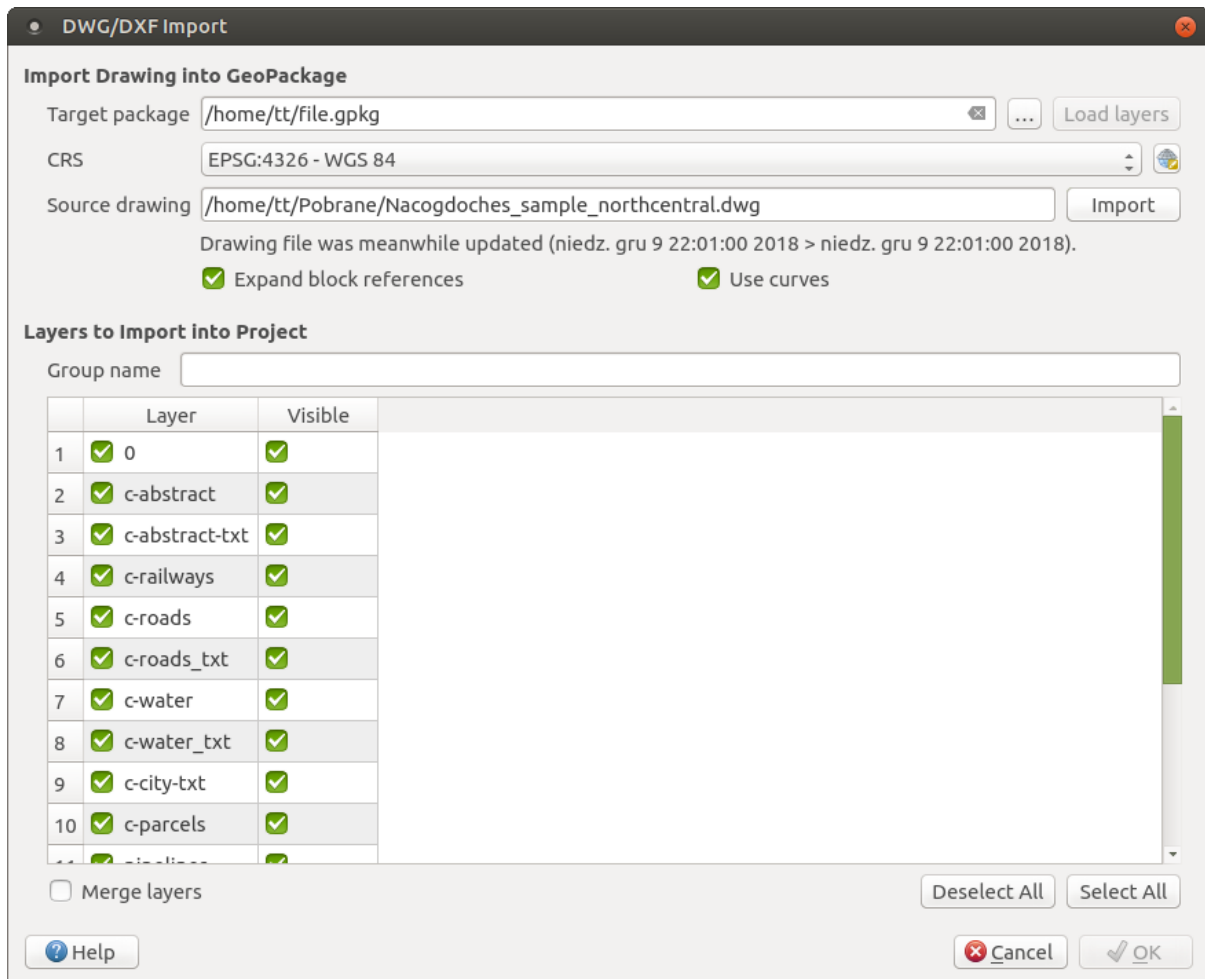 DWG/DXF Import
Import Drawing into GeoPackage
Target package /home/tt/file.gpkg ... Load layers
CRS EPSG:4326 - WGS 84
Source drawing /home/tt/Pobrane/Nacogdoches_sample_northcentral.dwg Import
Drawing file was meanwhile updated (niedz. gru 9 22:01:00 2018 > niedz. gru 9 22:01:00 2018).
Expand block references Use curves
Layers to Import into Project
Group name
Layer Visible
1 0
2 c-abstract
3 c-abstract-txt
4 c-railways
5 c-roads
6 c-roads_txt
7 c-water
8 c-water_txt
9 c-city-txt
10 c-parcels
Merge layers Deselect All Select All
Help Cancel OK